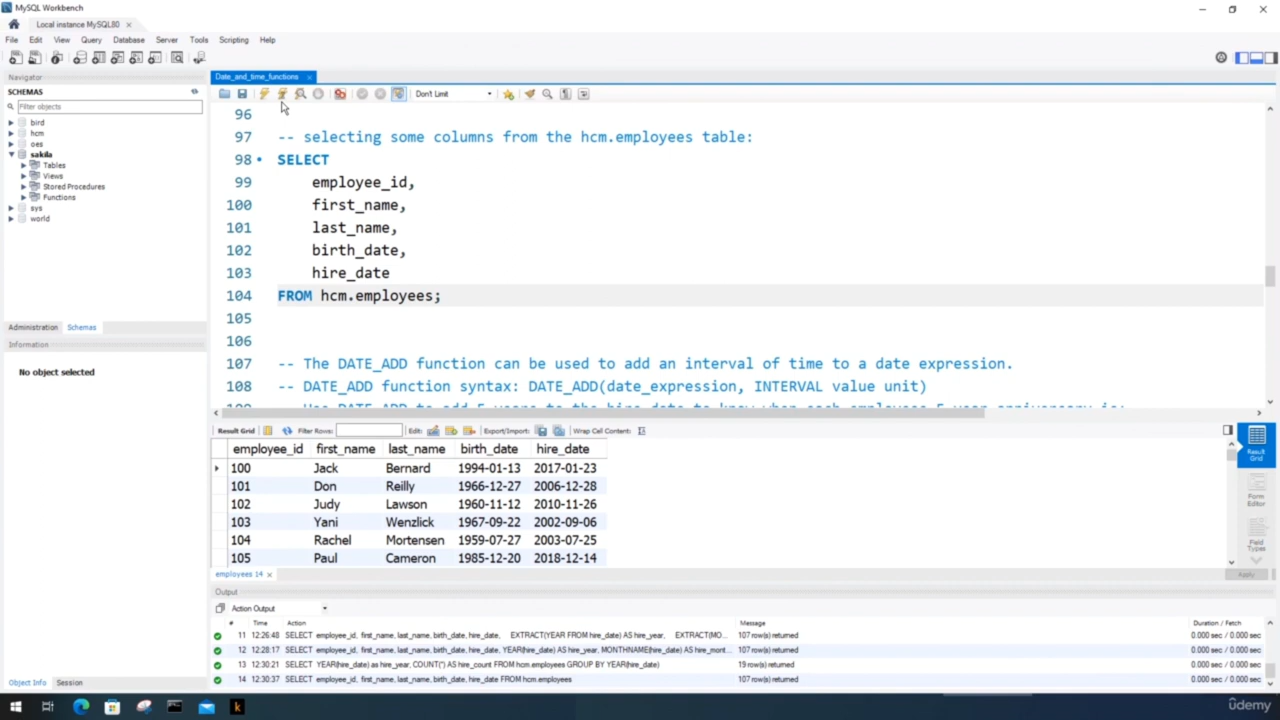 MySQL Workbench
Local instance MySQL80
File Edit View Query Database Server Tools Scripting Help
Navigator
SCHEMAS
Filter objects
bird
hcm
oes
sakila
Tables
Views
Stored Procedures
Functions
sys
world
Administration Schemas
Information
No object selected
Object Info Session
Date_and_time_functions
Don't Limit
96
97 -- selecting some columns from the hcm.employees table:
98 SELECT
99 employee_id,
100 first_name,
101 last_name,
102 birth_date,
103 hire_date
104 FROM hcm.employees;
105
106
107 -- The DATE_ADD function can be used to add an interval of time to a date expression.
108 -- DATE_ADD function syntax: DATE_ADD(date_expression, INTERVAL value unit)
Result Grid Filter Rows: Edit: Export/Import: Wrap Cell Content:
employee_id first_name last_name birth_date hire_date
100 Jack Bernard 1994-01-13 2017-01-23
101 Don Reilly 1966-12-27 2006-12-28
102 Judy Lawson 1960-11-12 2010-11-26
103 Yani Wenzlick 1967-09-22 2002-09-06
104 Rachel Mortensen 1959-07-27 2003-07-25
105 Paul Cameron 1985-12-20 2018-12-14
Result Grid
Form Editor
Field Types
employees 14
Apply
Output
Action Output
# Time Action Message Duration / Fetch
11 12:26:48 SELECT employee_id, first_name, last_name, birth_date, hire_date, EXTRACT(YEAR FROM hire_date) AS hire_year, EXTRACT(MO... 107 row(s) returned 0.000 sec / 0.000 sec
12 12:28:17 SELECT employee_id, first_name, last_name, birth_date, hire_date, YEAR(hire_date) AS hire_year, MONTHNAME(hire_date) AS hire_mont... 107 row(s) returned 0.000 sec / 0.000 sec
13 12:30:21 SELECT YEAR(hire_date) as hire_year, COUNT(*) AS hire_count FROM hcm.employees GROUP BY YEAR(hire_date) 19 row(s) returned 0.000 sec / 0.000 sec
14 12:30:37 SELECT employee_id, first_name, last_name, birth_date, hire_date FROM hcm.employees 107 row(s) returned 0.000 sec / 0.000 sec
k
ûdemy